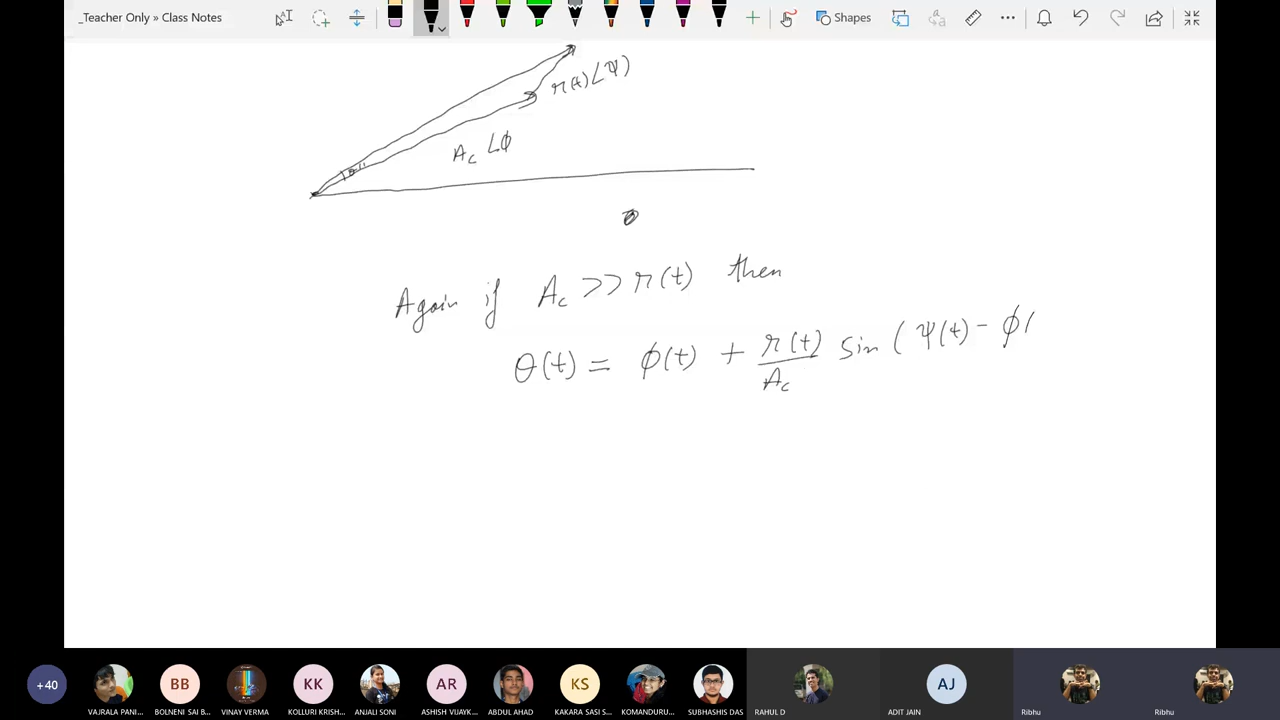 _Teacher Only » Class Notes
Shapes
r(t)∠ψ)
A_c ∠φ
Again if A_c >> r(t) then
θ(t) = φ(t) + r(t)/A_c sin ( ψ(t) - φ(
+40
BB
KK
AR
KS
AJ
VAJRALA PANI...
BOLNENI SAI B...
VINAY VERMA
KOLLURI KRISH...
ANJALI SONI
ASHISH VIJAYK...
ABDUL AHAD
KAKARA SASI S...
KOMANDURU...
SUBHASHIS DAS
RAHUL D
ADIT JAIN
Ribhu
Ribhu